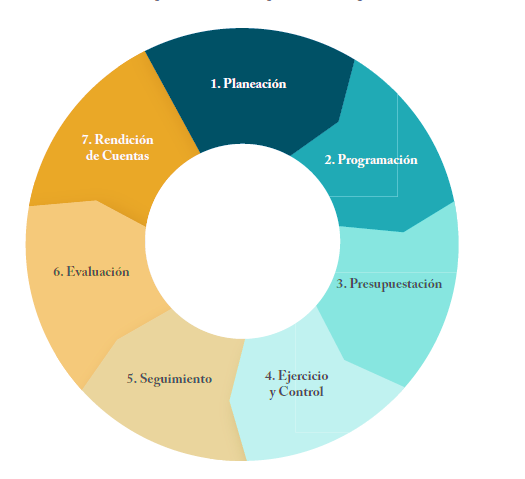 1. Planeación
2. Programación
3. Presupuestación
4. Ejercicio
y Control
5. Seguimiento
6. Evaluación
7. Rendición
de Cuentas